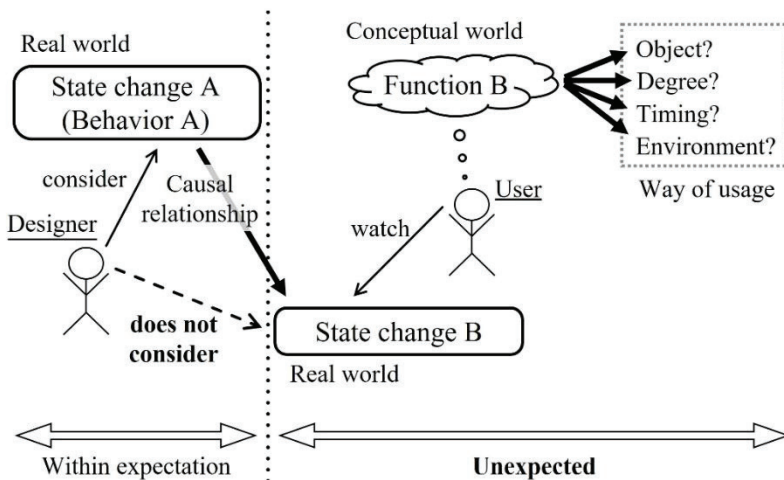 Real world
State change A
(Behavior A)
consider
Causal
relationship
Designer
does not
consider
Conceptual world
Function B
Object?
Degree?
Timing?
Environment?
Way of usage
User
watch
State change B
Real world
Within expectation
Unexpected